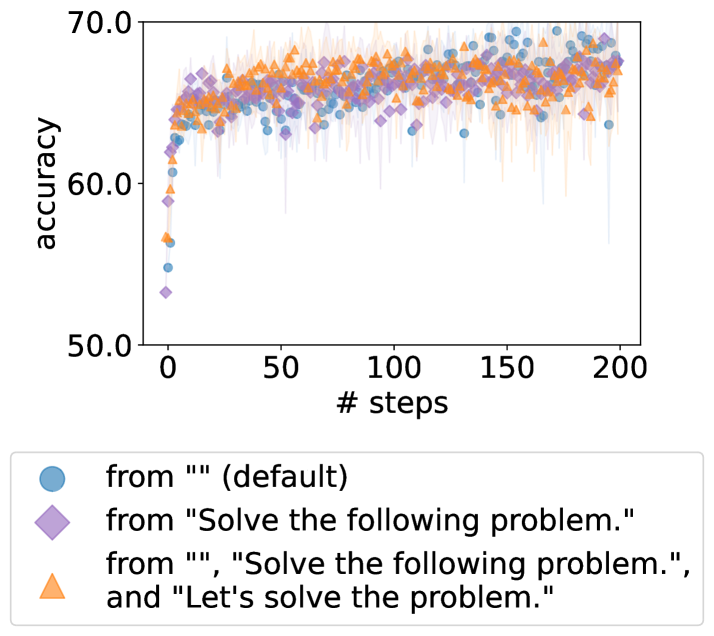 70.0
60.0
50.0
accuracy
0
50
100
150
200
# steps
from "" (default)
from "Solve the following problem."
from "", "Solve the following problem.",
and "Let's solve the problem."